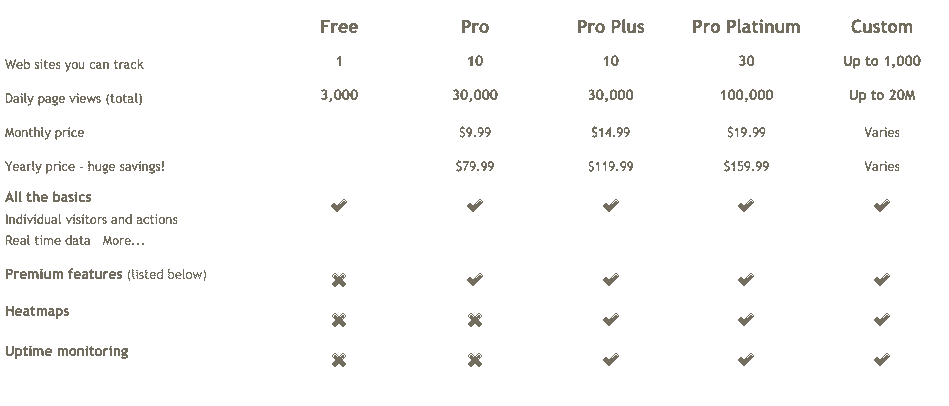 Free Pro Pro Plus Pro Platinum Custom
Web sites you can track 1 10 10 30 Up to 1,000
Daily page views (total) 3,000 30,000 30,000 100,000 Up to 20M
Monthly price $9.99 $14.99 $19.99 Varies
Yearly price - huge savings! $79.99 $119.99 $159.99 Varies
All the basics
Individual visitors and actions
Real time data More...
Premium features (listed below)
Heatmaps
Uptime monitoring